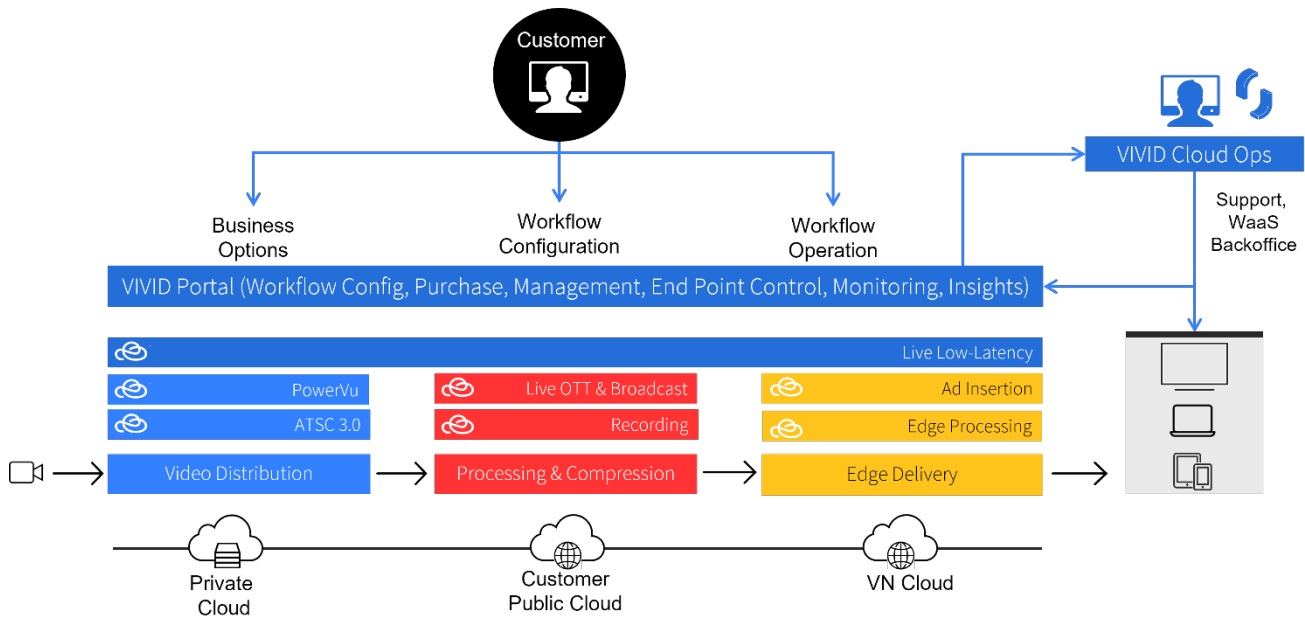 Customer
VIVID Cloud Ops
Support,
WaaS
Backoffice
Business
Options
Workflow
Configuration
Workflow
Operation
VIVID Portal (Workflow Config, Purchase, Management, End Point Control, Monitoring, Insights)
Live Low-Latency
PowerVu
Live OTT & Broadcast
Ad Insertion
ATSC 3.0
Recording
Edge Processing
Video Distribution
Processing & Compression
Edge Delivery
Private
Cloud
Customer
Public Cloud
VN Cloud